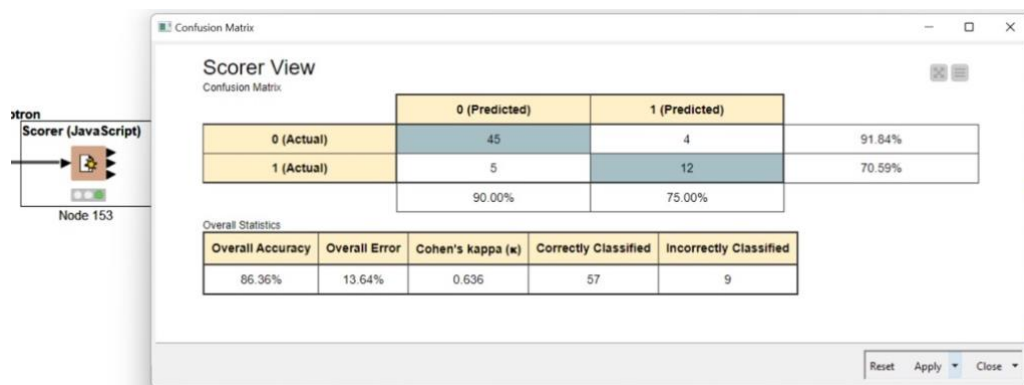 Confusion Matrix
Scorer View
Confusion Matrix
0 (Predicted) 1 (Predicted)
0 (Actual) 45 4 91.84%
1 (Actual) 5 12 70.59%
90.00% 75.00%
Overall Statistics
Overall Accuracy Overall Error Cohen's kappa (κ) Correctly Classified Incorrectly Classified
86.36% 13.64% 0.636 57 9
Reset Apply Close
otron
Scorer (JavaScript)
Node 153